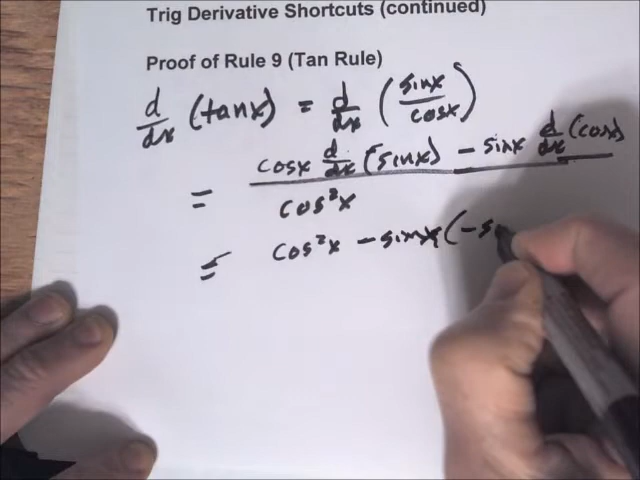 Trig Derivative Shortcuts (continued)
Proof of Rule 9 (Tan Rule)
d/dx (tanx) = d/dx (sinx/cosx)
= (cosx d/dx (sinx) - sinx d/dx (cosx))/cos²x
= cos²x - sinx(-s